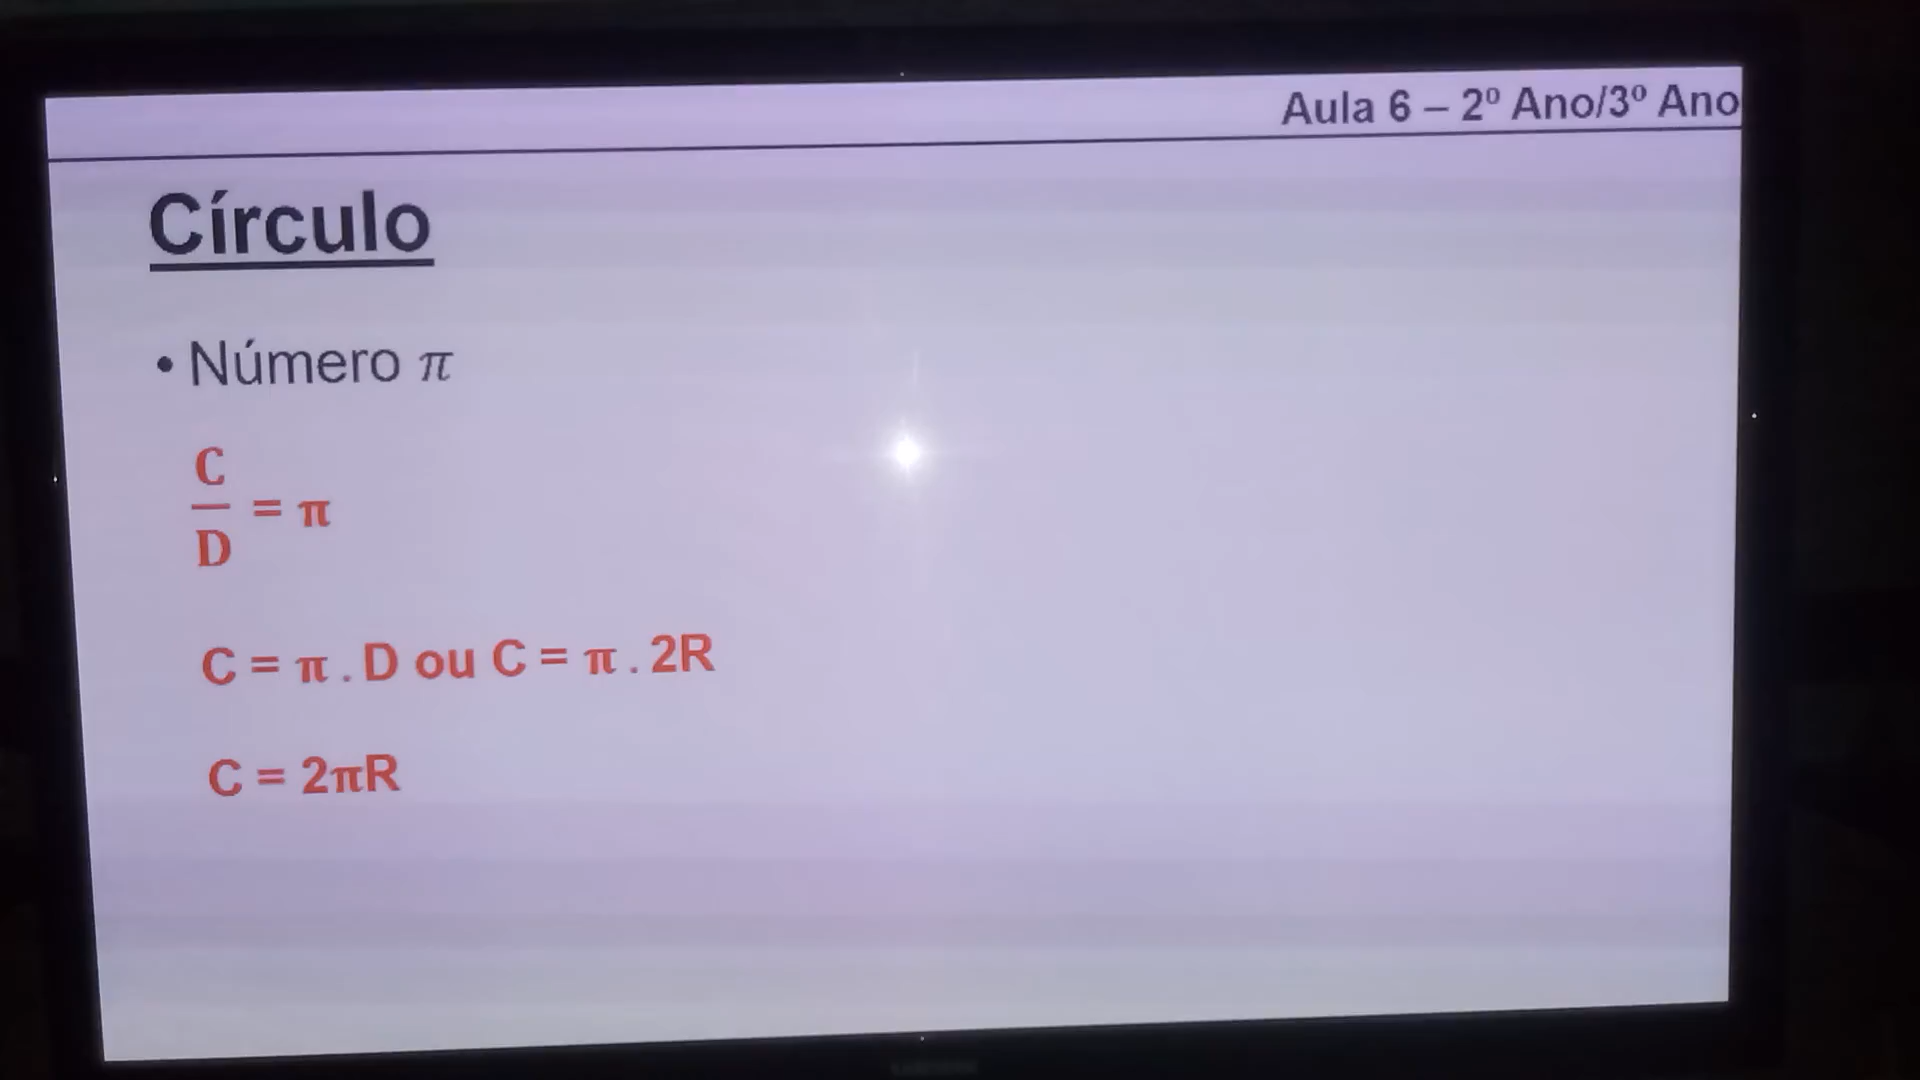 Aula 6 – 2º Ano/3º Ano
Círculo
• Número π
C
D
= π
C = π . D ou C = π . 2R
C = 2πR